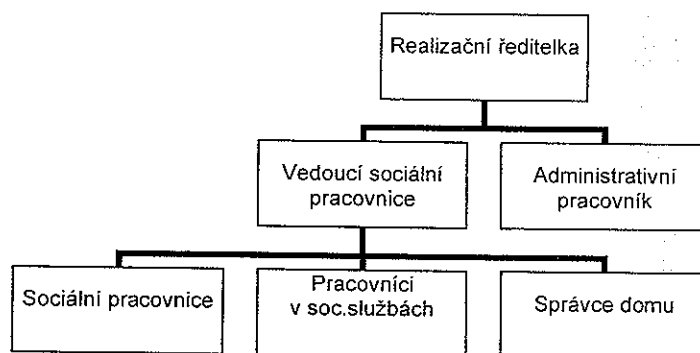 Realizační ředitelka
Vedoucí sociální
pracovnice
Administrativní
pracovník
Sociální pracovnice
Pracovníci
v soc.službách
Správce domu